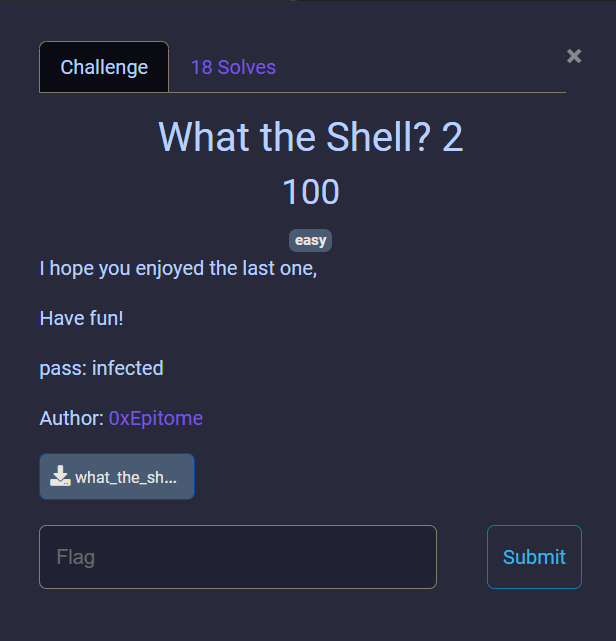 Challenge
18 Solves
×
What the Shell? 2
100
easy
I hope you enjoyed the last one,
Have fun!
pass: infected
Author: 0xEpitome
what_the_sh...
Flag
Submit